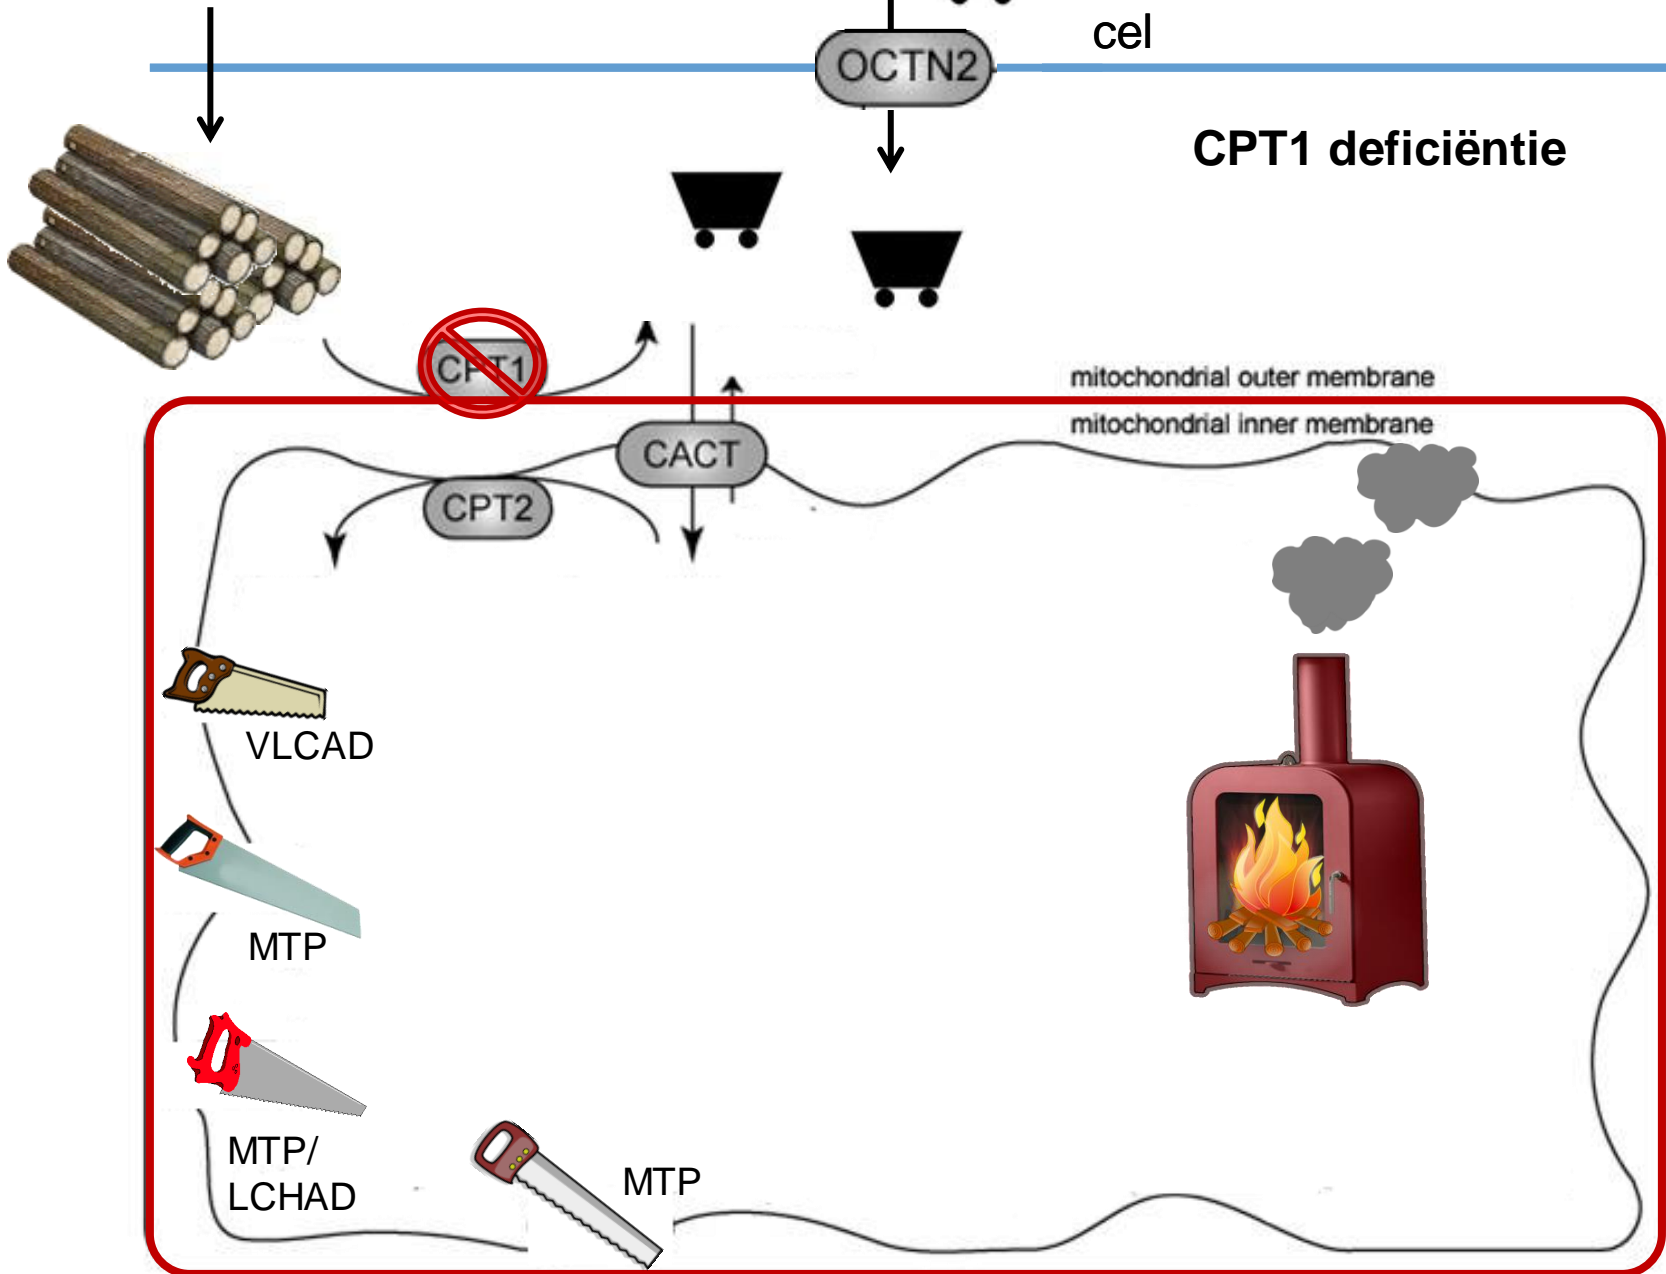 cel
OCTN2
CPT1 deficiëntie
CPT1
mitochondrial outer membrane
mitochondrial inner membrane
CACT
CPT2
VLCAD
MTP
MTP/
LCHAD
MTP